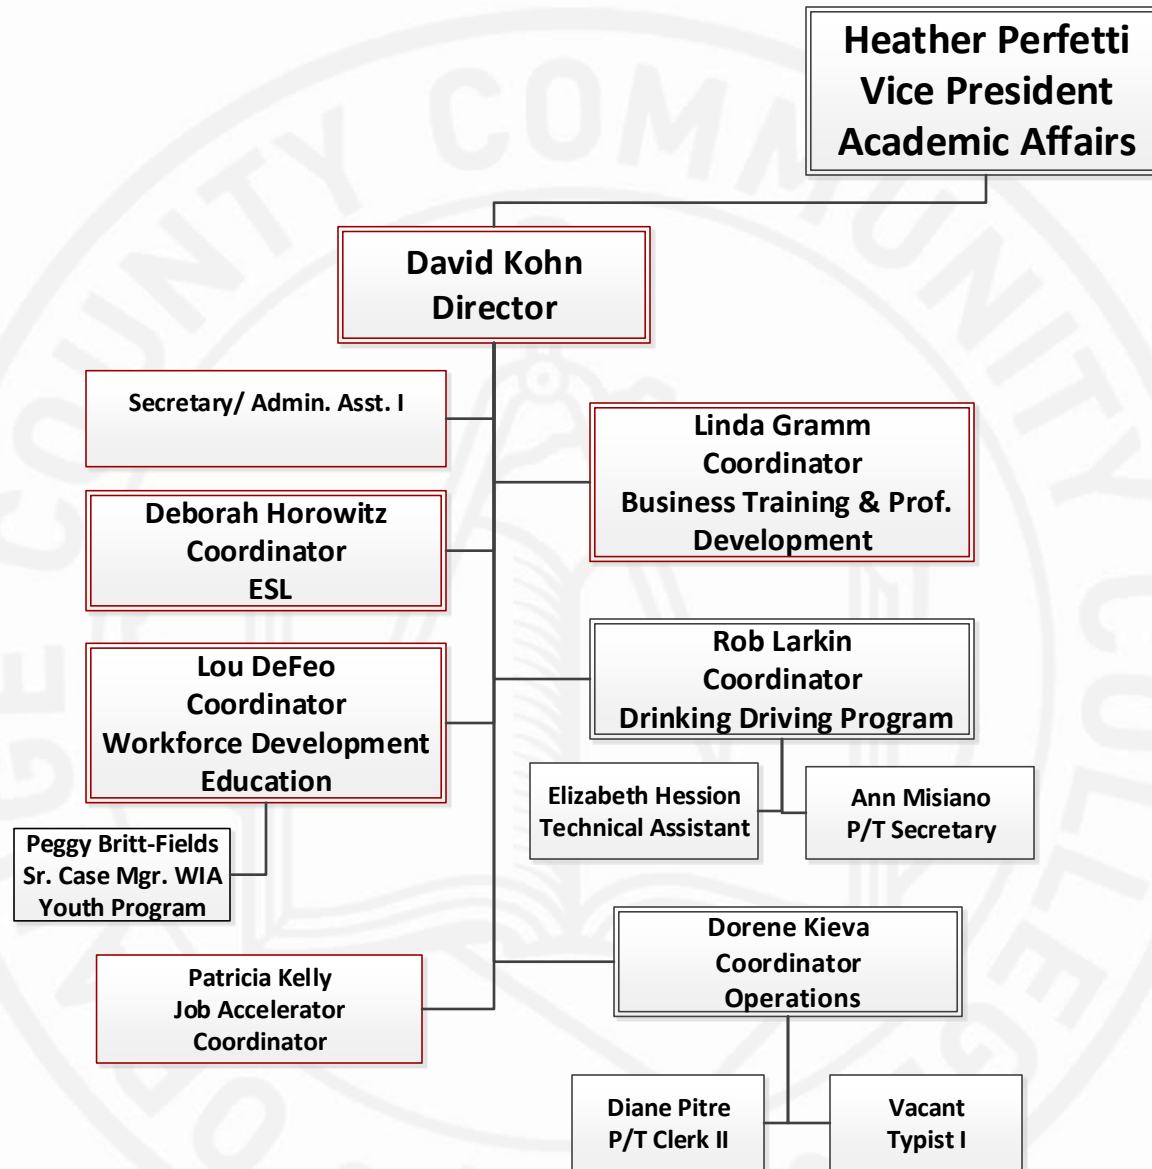 Heather Perfetti
Vice President
Academic Affairs
David Kohn
Director
Secretary/ Admin. Asst. I
Linda Gramm
Coordinator
Business Training & Prof.
Development
Deborah Horowitz
Coordinator
ESL
Rob Larkin
Coordinator
Drinking Driving Program
Lou DeFeo
Coordinator
Workforce Development
Education
Elizabeth Hession
Technical Assistant
Ann Misiano
P/T Secretary
Peggy Britt-Fields
Sr. Case Mgr. WIA
Youth Program
Dorene Kieva
Coordinator
Operations
Patricia Kelly
Job Accelerator
Coordinator
Diane Pitre
P/T Clerk II
Vacant
Typist I
COUNTY COMMUNITY COLLEGE